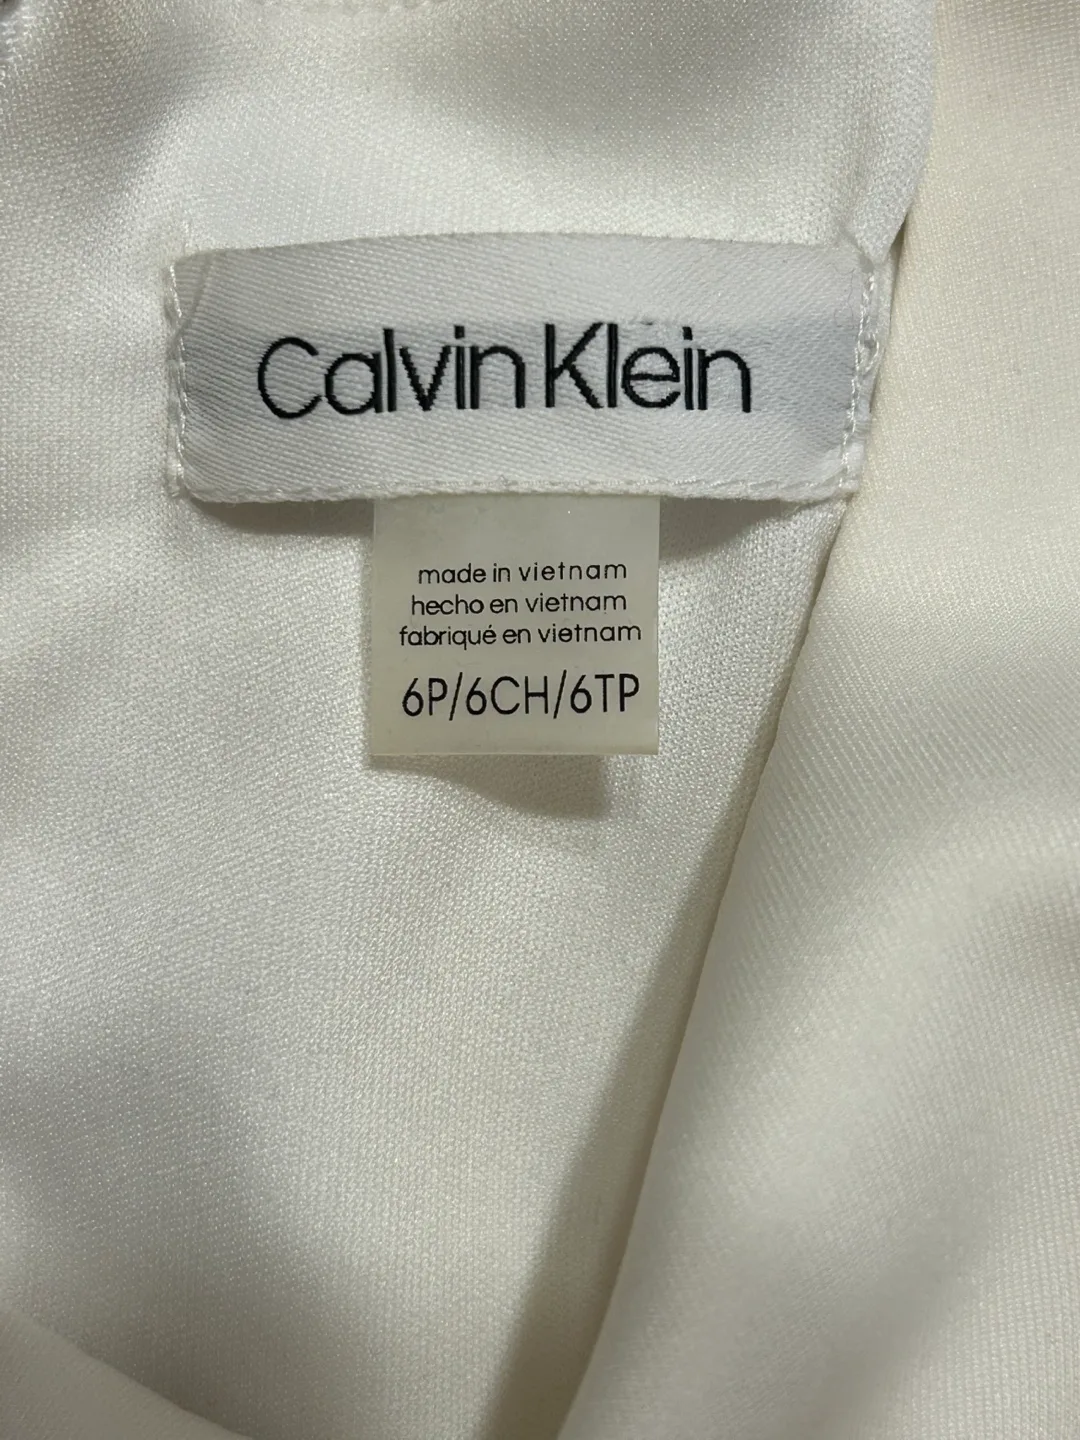 Calvin Klein
made in vietnam
hecho en vietnam
fabriqué en vietnam
6P/6CH/6TP